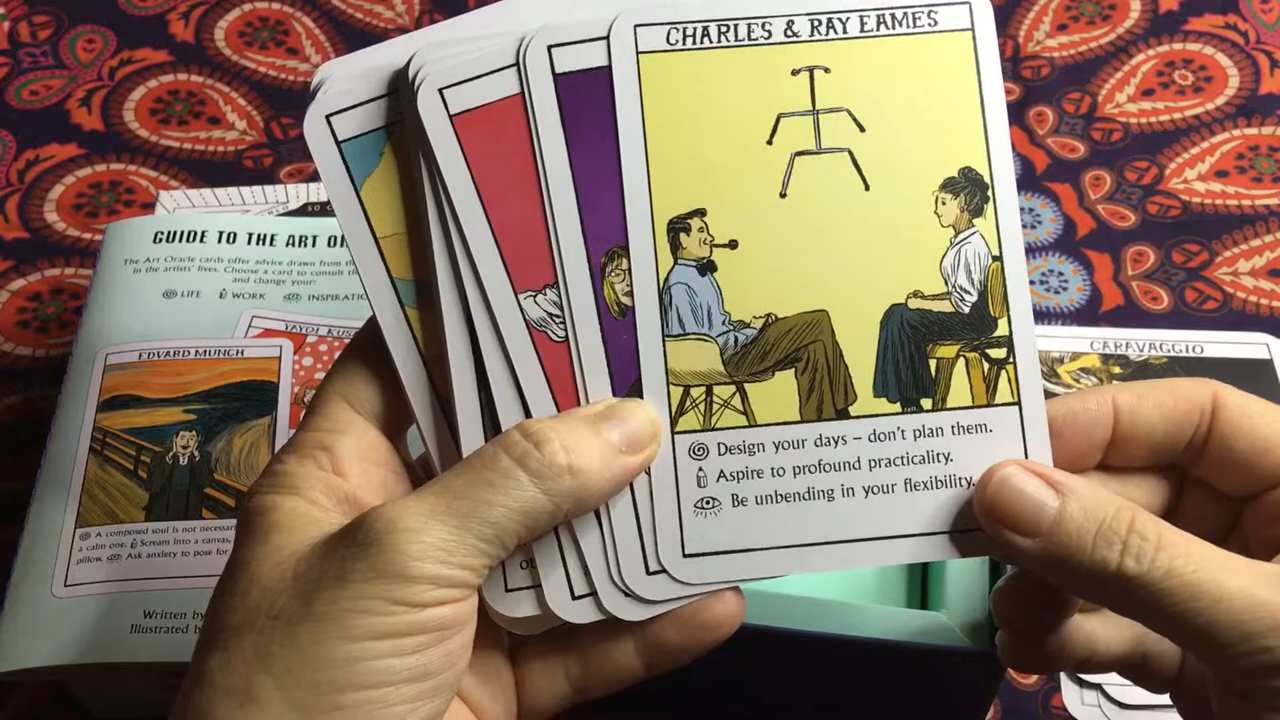 CHARLES & RAY EAMES
Design your days – don't plan them.
Aspire to profound practicality.
Be unbending in your flexibility.
GUIDE TO THE ART
The Art Oracle cards offer advice drawn from
in the artists' lives. Choose a card to consult
and change your:
LIFE WORK INSPIRATIO
YAYOI KUS
EDVARD MUNCH
A composed soul is not necessar
a calm one. Scream into a canvas,
pillow. Ask anxiety to pose for
Written by
Illustrated b
CARAVAGGIO